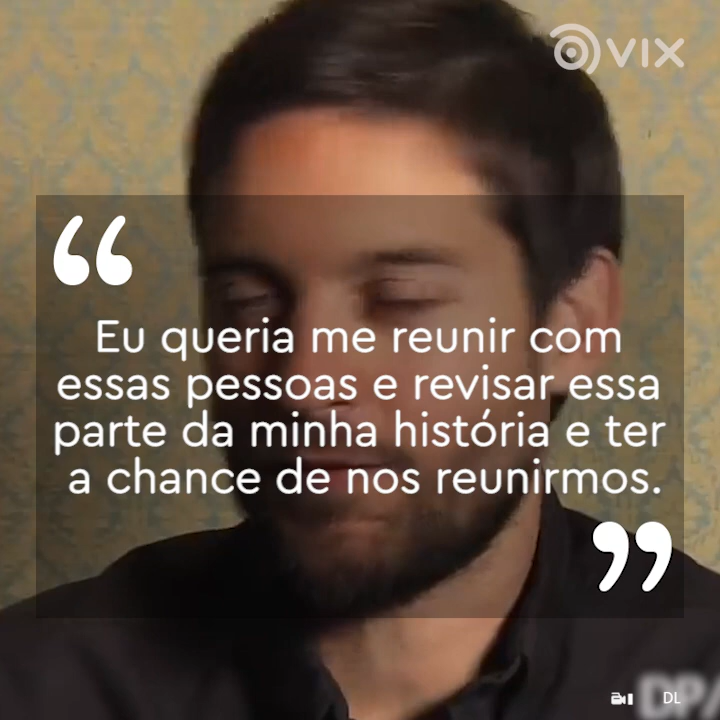 VIX
“
Eu queria me reunir com
essas pessoas e revisar essa
parte da minha história e ter
a chance de nos reunirmos.
”
DL